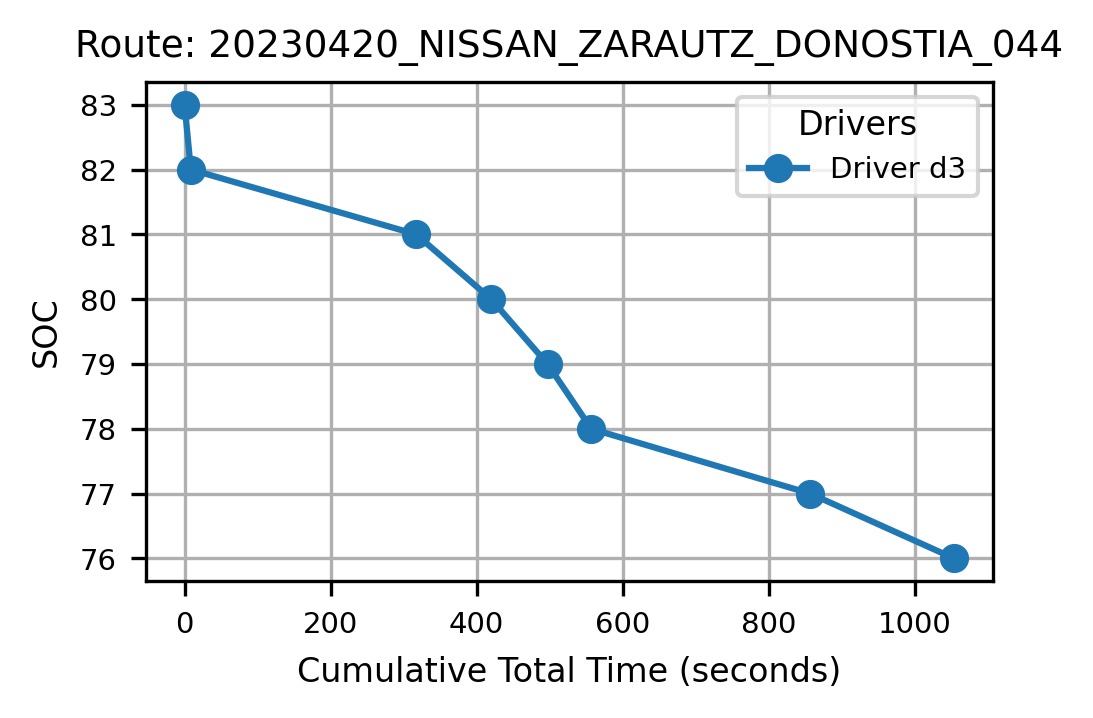 Route: 20230420_NISSAN_ZARAUTZ_DONOSTIA_044
83
82
81
80
79
78
77
76
SOC
Drivers
Driver d3
0 200 400 600 800 1000
Cumulative Total Time (seconds)